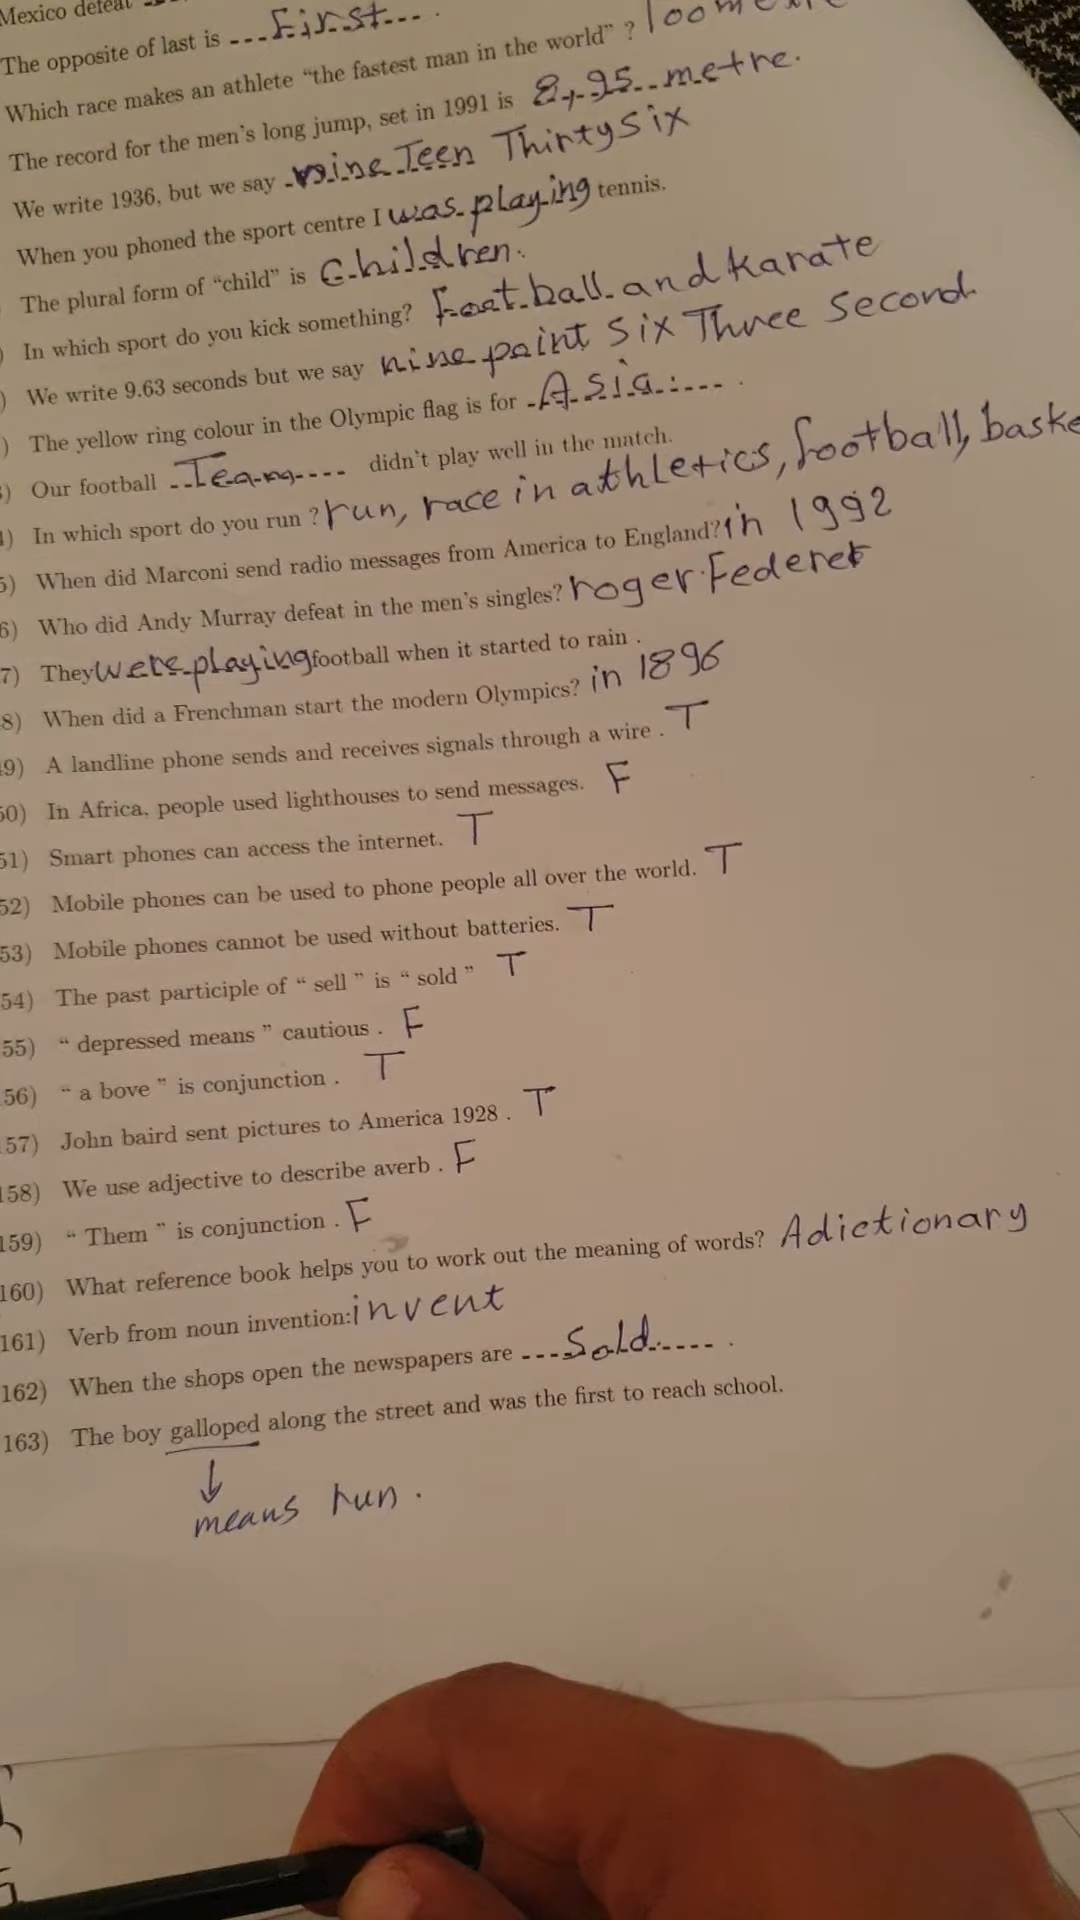 Mexico defeat
The opposite of last is ---First--- .
Which race makes an athlete "the fastest man in the world" ?
The record for the men's long jump, set in 1991 is 8,95 metre.
We write 1936, but we say nine Teen Thirty six
When you phoned the sport centre I was playing tennis.
The plural form of "child" is children.
) In which sport do you kick something? Foot ball and karate
) We write 9.63 seconds but we say nine point six Three second
) The yellow ring colour in the Olympic flag is for Asia .
) Our football --Team---- didn't play well in the match.
) In which sport do you run ? run, race in athletics, football, baske
5) When did Marconi send radio messages from America to England? in 1992
6) Who did Andy Murray defeat in the men's singles? roger Federer
7) They were playing football when it started to rain .
8) When did a Frenchman start the modern Olympics? in 1896
49) A landline phone sends and receives signals through a wire . T
50) In Africa, people used lighthouses to send messages. F
51) Smart phones can access the internet. T
52) Mobile phones can be used to phone people all over the world. T
53) Mobile phones cannot be used without batteries. T
54) The past participle of " sell " is " sold " T
55) " depressed means " cautious . F
56) " a bove " is conjunction . T
157) John baird sent pictures to America 1928 . T
158) We use adjective to describe averb . F
159) " Them " is conjunction . F
160) What reference book helps you to work out the meaning of words? Adictionary
161) Verb from noun invention: invent
162) When the shops open the newspapers are ---Sold---- .
163) The boy galloped along the street and was the first to reach school.
means run .